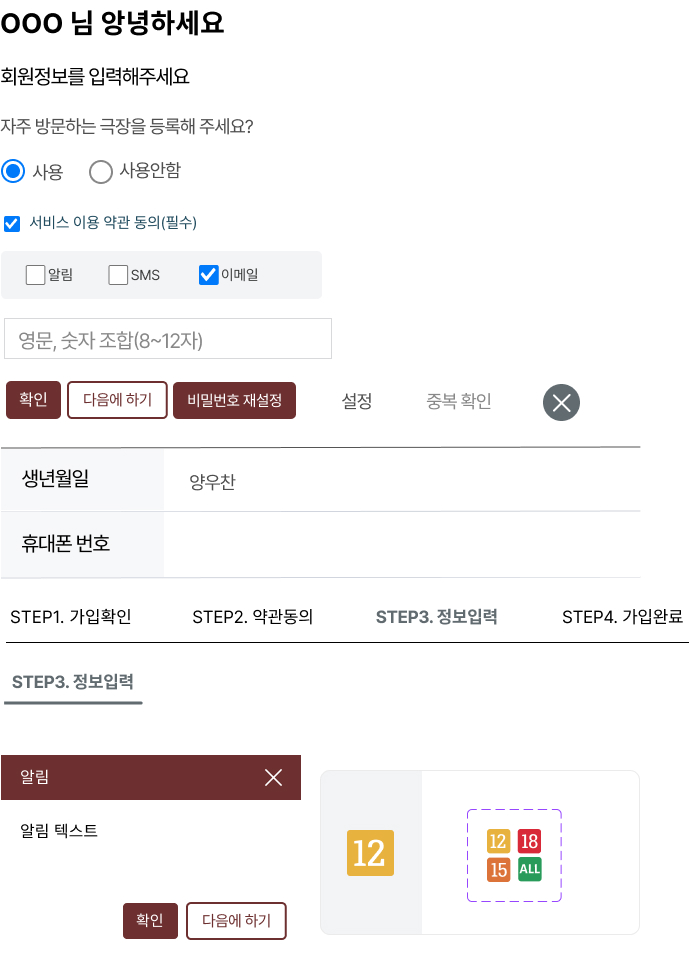 OOO 님 안녕하세요
회원정보를 입력해주세요
자주 방문하는 극장을 등록해 주세요?
사용 사용안함
서비스 이용 약관 동의(필수)
알림 SMS 이메일
영문, 숫자 조합(8~12자)
확인 다음에 하기 비밀번호 재설정 설정 중복 확인
생년월일 양우찬
휴대폰 번호
STEP1. 가입확인 STEP2. 약관동의 STEP3. 정보입력 STEP4. 가입완료
STEP3. 정보입력
알림
알림 텍스트
확인 다음에 하기
12
12 18
15 ALL